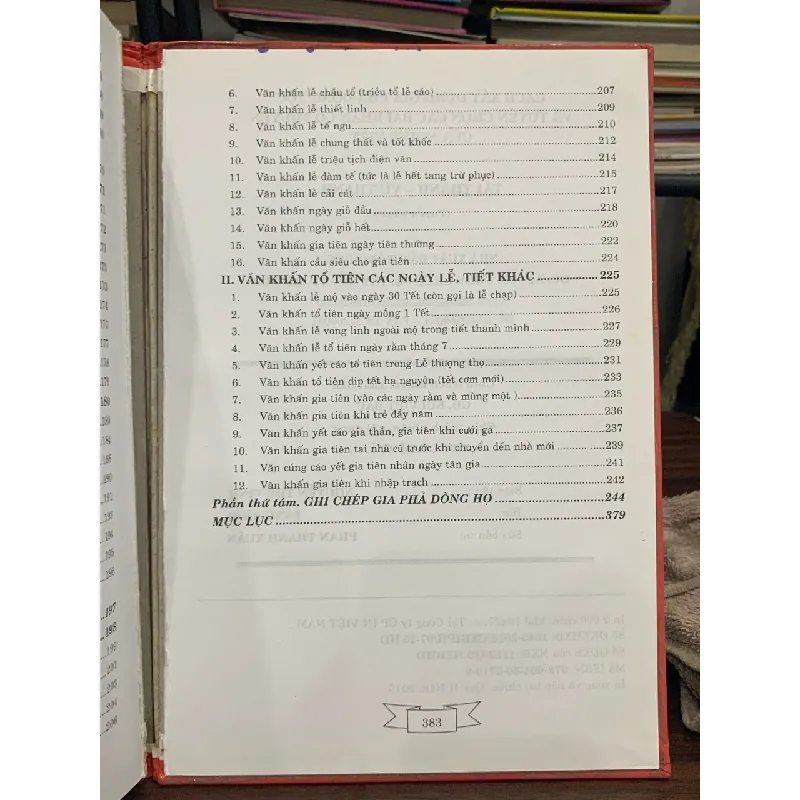 6. Văn khấn lễ chầu tổ (triều tổ lễ cáo) 207
7. Văn khấn lễ thiết linh 209
8. Văn khấn lễ tế ngu 210
9. Văn khấn lễ chung thất và tốt khốc 212
10. Văn khấn lễ triệu tịch điện văn 214
11. Văn khấn lễ đàm tế (tức là lễ hết tang trừ phục) 215
12. Văn khấn lễ cải cát 217
13. Văn khấn ngày giỗ đầu 218
14. Văn khấn ngày giỗ hết 220
15. Văn khấn gia tiên ngày tiên thường 222
16. Văn khấn cầu siêu cho gia tiên 224
II. VĂN KHẤN TỔ TIÊN CÁC NGÀY LỄ, TIẾT KHÁC 225
1. Văn khấn lễ mộ vào ngày 30 Tết (còn gọi là lễ chạp) 225
2. Văn khấn tổ tiên ngày mồng 1 Tết 226
3. Văn khấn lễ vong linh ngoài mộ trong tiết thanh minh 227
4. Văn khấn lễ tổ tiên ngày rằm tháng 7 229
5. Văn khấn yết cáo tổ tiên trong Lễ thượng thọ 231
6. Văn khấn tổ tiên dịp tết hạ nguyên (tết cơm mới) 233
7. Văn khấn gia tiên (vào các ngày rằm và mùng một ) 235
8. Văn khấn gia tiên khi trẻ đầy năm 236
9. Văn khấn yết cáo gia thần, gia tiên khi cưới gả 237
10. Văn khấn gia tiên tại nhà cũ trước khi chuyển đến nhà mới 239
11. Văn cúng cáo yết gia tiên nhân ngày tân gia 241
12. Văn khấn gia tiên khi nhập trạch 242
Phần thứ tám. GHI CHÉP GIA PHẢ DÒNG HỌ 244
MỤC LỤC 379
383